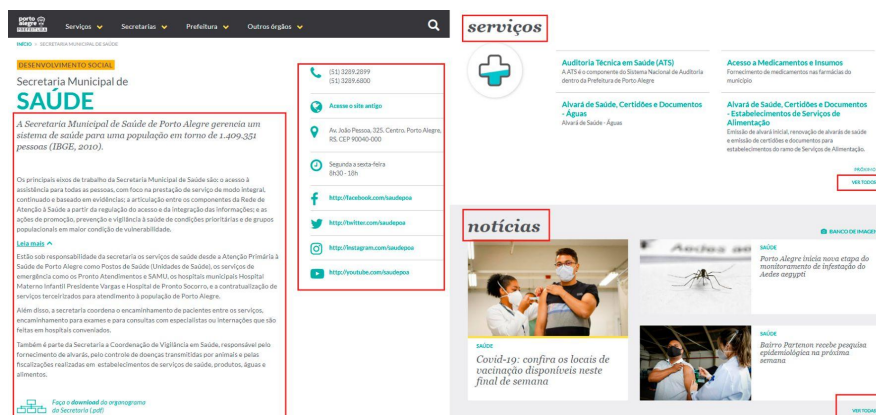 porto
alegre
PREFEITURA
Serviços
Secretarias
Prefeitura
Outros órgãos
INÍCIO > SECRETARIA MUNICIPAL DE SAÚDE
DESENVOLVIMENTO SOCIAL
Secretaria Municipal de
SAÚDE
A Secretaria Municipal de Saúde de Porto Alegre gerencia um
sistema de saúde para uma população em torno de 1.409.351
pessoas (IBGE, 2010).
Os principais eixos de trabalho da Secretaria Municipal de Saúde são: o acesso à
assistência para todas as pessoas, com foco na prestação de serviço de modo integral,
continuado e baseado em evidências; a articulação entre os componentes da Rede de
Atenção à Saúde a partir da regulação do acesso e da integração das informações; e as
ações de promoção, prevenção e vigilância à saúde de condições prioritárias e de grupos
populacionais em maior condição de vulnerabilidade.
Leia mais
Estão sob responsabilidade da secretaria os serviços de saúde desde a Atenção Primária à
Saúde de Porto Alegre como Postos de Saúde (Unidades de Saúde), os serviços de
emergência como os Pronto Atendimentos e SAMU, os hospitais municipais Hospital
Materno Infantil Presidente Vargas e Hospital de Pronto Socorro, e a contratualização de
serviços terceirizados para atendimento à população de Porto Alegre.
Além disso, a secretaria coordena o encaminhamento de pacientes entre os serviços,
encaminhamento para exames e para consultas com especialistas ou internações que são
feitas em hospitais conveniados.
Também é parte da Secretaria a Coordenação de Vigilância em Saúde, responsável pelo
fornecimento de alvarás, pelo controle de doenças transmitidas por animais e pelas
fiscalizações realizadas em estabelecimentos de serviços de saúde, produtos, águas e
alimentos.
Faça o download do organograma
da Secretaria (.pdf)
(51) 3289.2899
(51) 3289.6800
Acesse o site antigo
Av. João Pessoa, 325. Centro. Porto Alegre,
RS. CEP 90040-000
Segunda a sexta-feira
8h30 - 18h
http://facebook.com/saudepoa
http://twitter.com/saudepoa
http://instagram.com/saudepoa
http://youtube.com/saudepoa
serviços
Auditoria Técnica em Saúde (ATS)
A ATS é o componente do Sistema Nacional de Auditoria
dentro da Prefeitura de Porto Alegre
Acesso a Medicamentos e Insumos
Fornecimento de medicamentos nas farmácias do
município
Alvará de Saúde, Certidões e Documentos
- Águas
Alvará de Saúde - Águas
Alvará de Saúde, Certidões e Documentos
- Estabelecimentos de Serviços de
Alimentação
Emissão de alvará inicial, renovação de alvarás de saúde
e emissão de certidões e documentos para
estabelecimentos do ramo de Serviços de Alimentação.
VER TODOS
notícias
BANCO DE IMAGEN
SAÚDE
Covid-19: confira os locais de
vacinação disponíveis neste
final de semana
SAÚDE
Porto Alegre inicia nova etapa do
monitoramento de infestação do
Aedes aegypti
SAÚDE
Bairro Partenon recebe pesquisa
epidemiológica na próxima
semana
VER TODAS